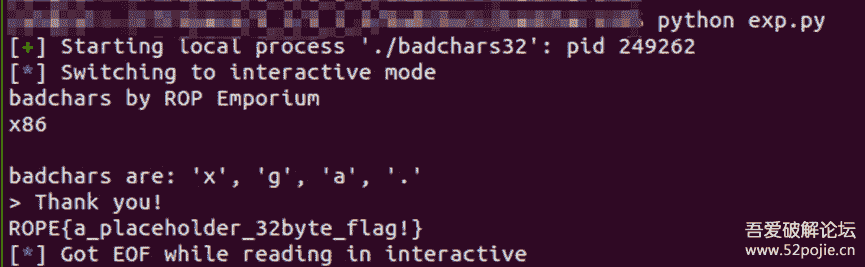 python exp.py
[+] Starting local process './badchars32': pid 249262
[*] Switching to interactive mode
badchars by ROP Emporium
x86
badchars are: 'x', 'g', 'a', '.'
> Thank you!
ROPE{a_placeholder_32byte_flag!}
[*] Got EOF while reading in interactive
吾爱破解论坛
www.52pojie.cn